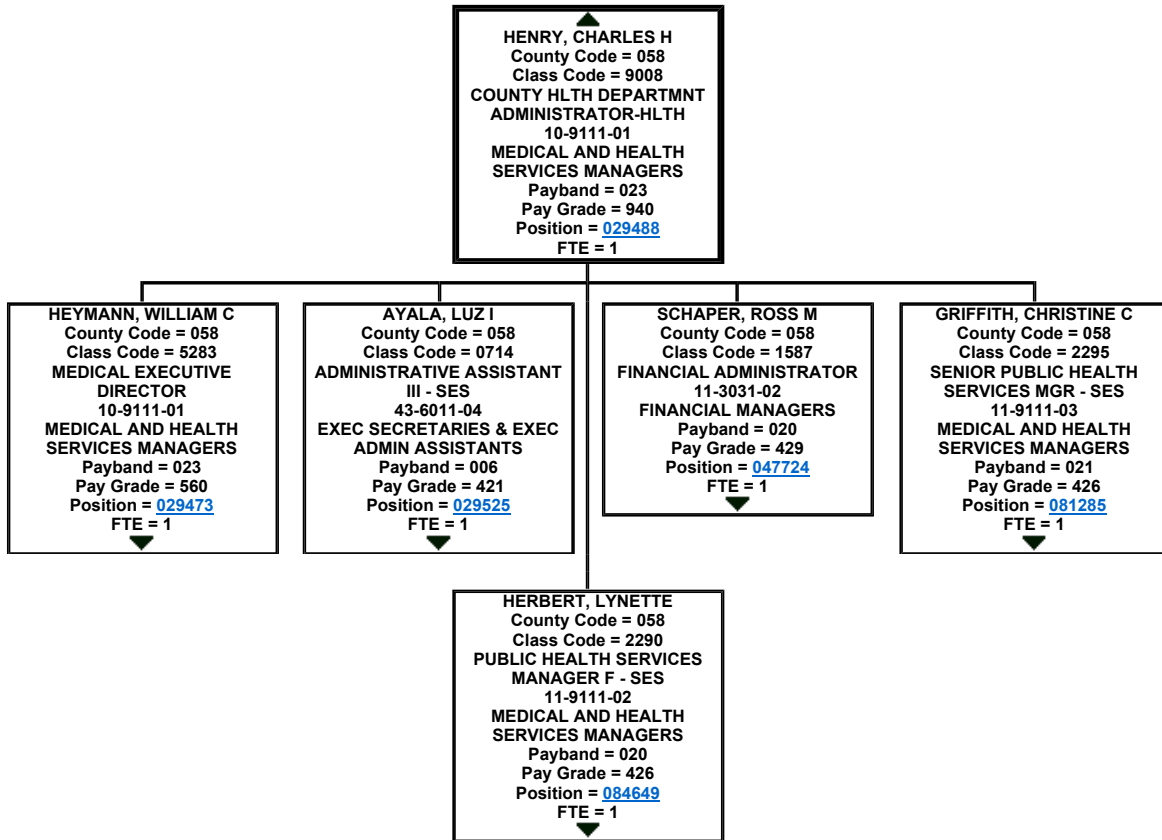 HENRY, CHARLES H
County Code = 058
Class Code = 9008
COUNTY HLTH DEPARTMNT
ADMINISTRATOR-HLTH
10-9111-01
MEDICAL AND HEALTH
SERVICES MANAGERS
Payband = 023
Pay Grade = 940
Position = 029488
FTE = 1
HEYMANN, WILLIAM C
County Code = 058
Class Code = 5283
MEDICAL EXECUTIVE
DIRECTOR
10-9111-01
MEDICAL AND HEALTH
SERVICES MANAGERS
Payband = 023
Pay Grade = 560
Position = 029473
FTE = 1
AYALA, LUZ I
County Code = 058
Class Code = 0714
ADMINISTRATIVE ASSISTANT
III - SES
43-6011-04
EXEC SECRETARIES & EXEC
ADMIN ASSISTANTS
Payband = 006
Pay Grade = 421
Position = 029525
FTE = 1
SCHAPER, ROSS M
County Code = 058
Class Code = 1587
FINANCIAL ADMINISTRATOR
11-3031-02
FINANCIAL MANAGERS
Payband = 020
Pay Grade = 429
Position = 047724
FTE = 1
GRIFFITH, CHRISTINE C
County Code = 058
Class Code = 2295
SENIOR PUBLIC HEALTH
SERVICES MGR - SES
11-9111-03
MEDICAL AND HEALTH
SERVICES MANAGERS
Payband = 021
Pay Grade = 426
Position = 081285
FTE = 1
HERBERT, LYNETTE
County Code = 058
Class Code = 2290
PUBLIC HEALTH SERVICES
MANAGER F - SES
11-9111-02
MEDICAL AND HEALTH
SERVICES MANAGERS
Payband = 020
Pay Grade = 426
Position = 084649
FTE = 1